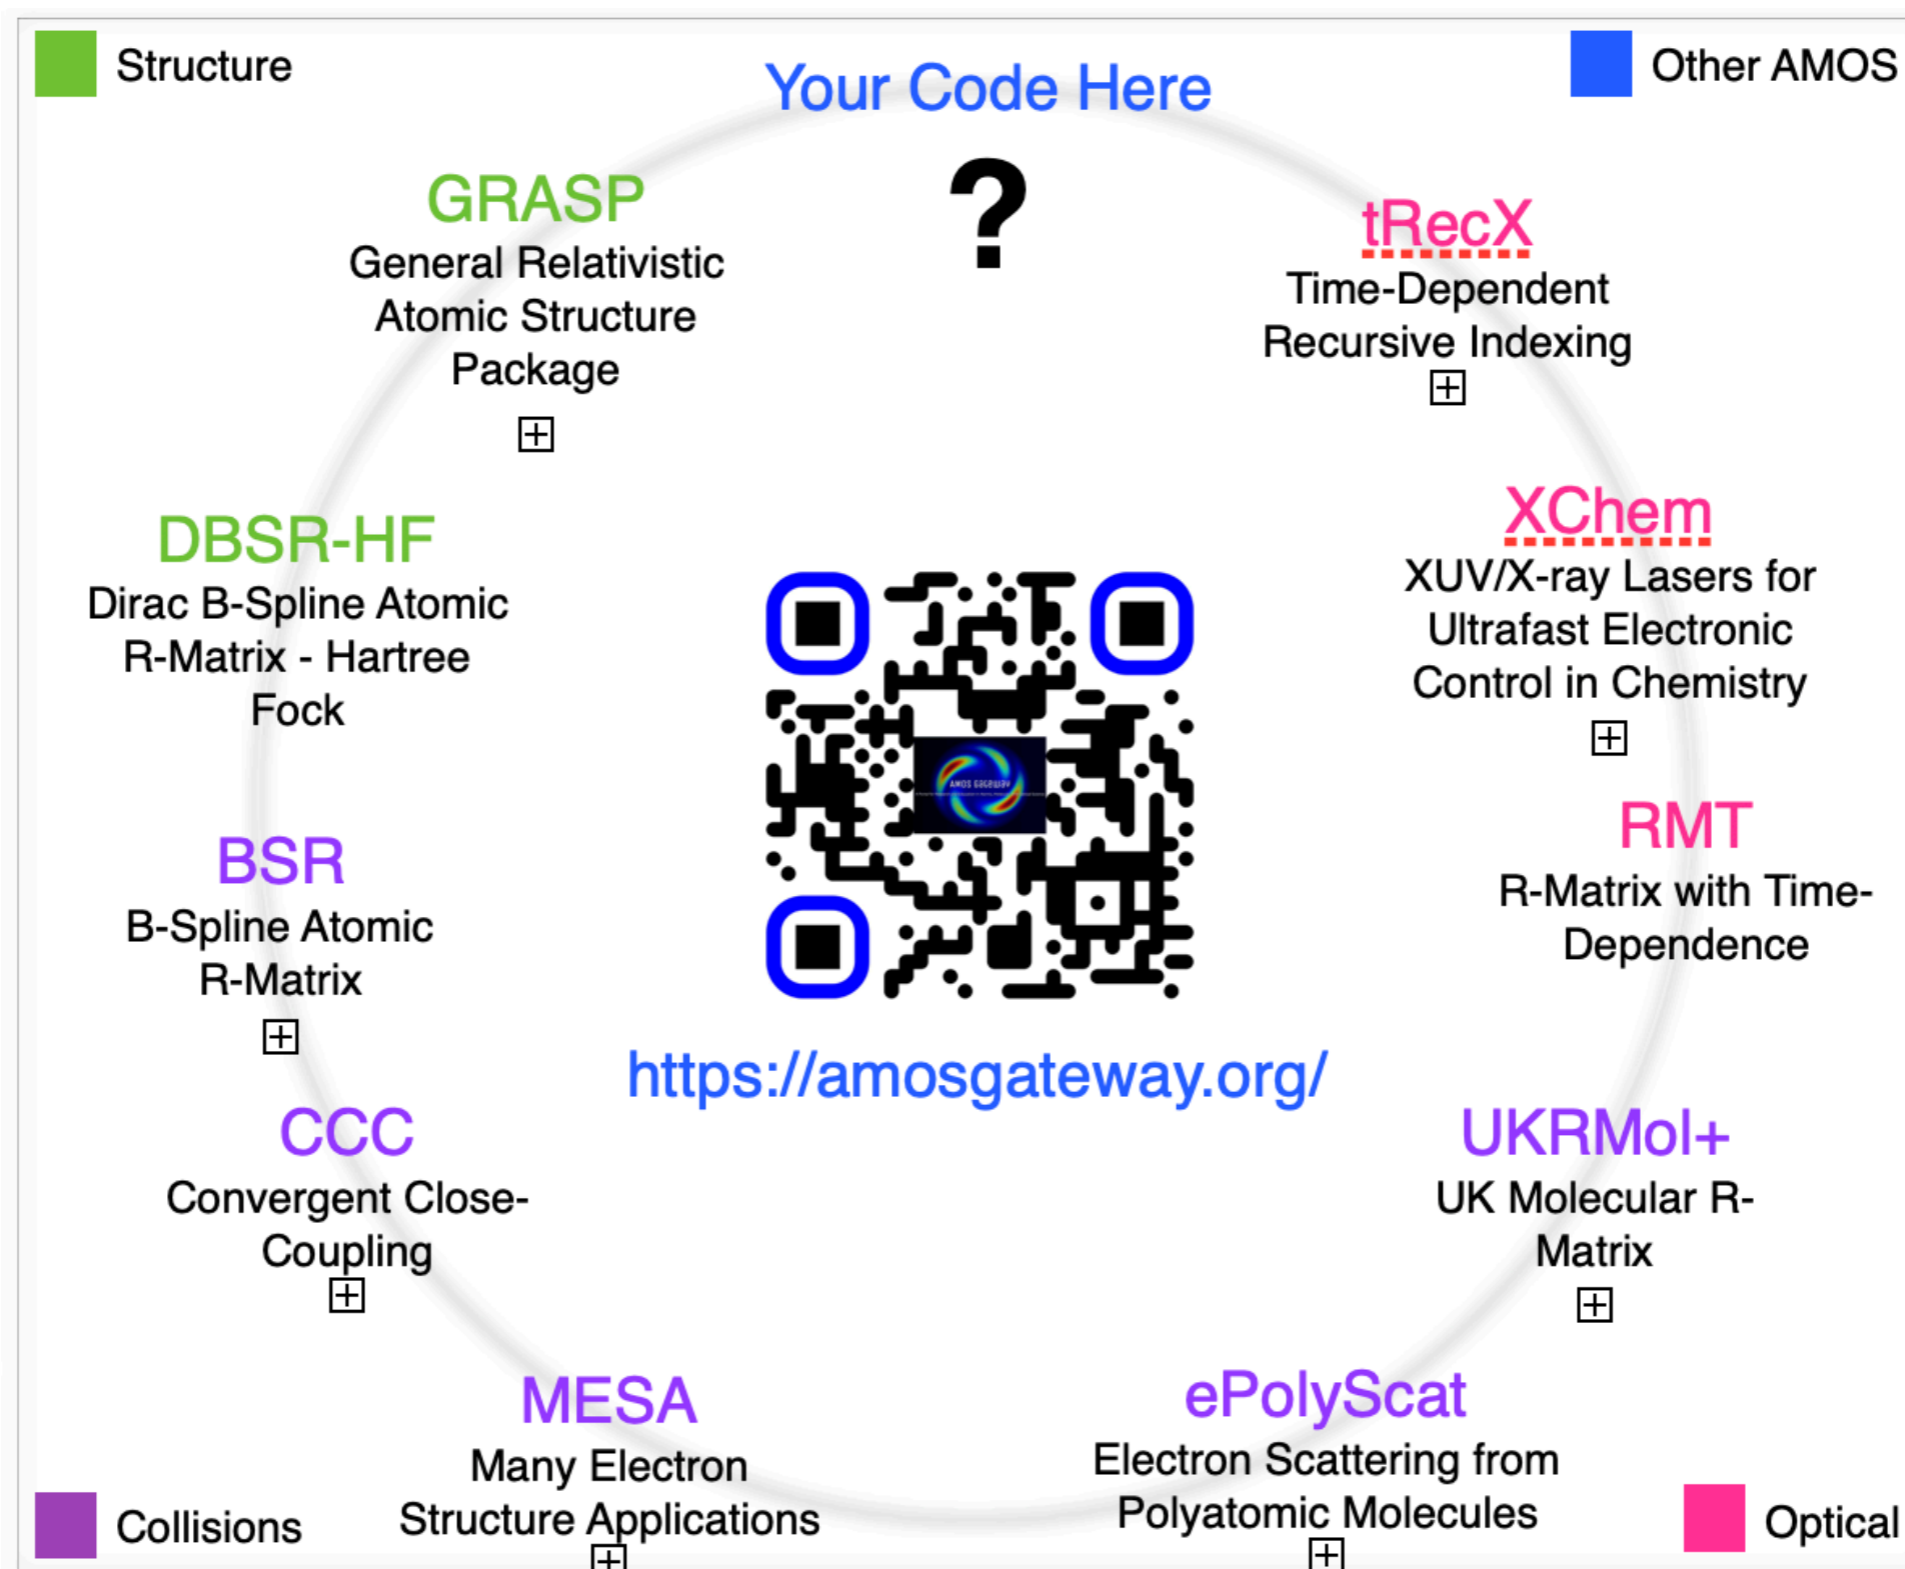 Structure
Other AMOS
Your Code Here
?
GRASP
General Relativistic
Atomic Structure
Package
tRecX
Time-Dependent
Recursive Indexing
DBSR-HF
Dirac B-Spline Atomic
R-Matrix - Hartree
Fock
XChem
XUV/X-ray Lasers for
Ultrafast Electronic
Control in Chemistry
BSR
B-Spline Atomic
R-Matrix
RMT
R-Matrix with Time-
Dependence
https://amosgateway.org/
CCC
Convergent Close-
Coupling
UKRMol+
UK Molecular R-
Matrix
MESA
Many Electron
Structure Applications
ePolyScat
Electron Scattering from
Polyatomic Molecules
Collisions
Optical